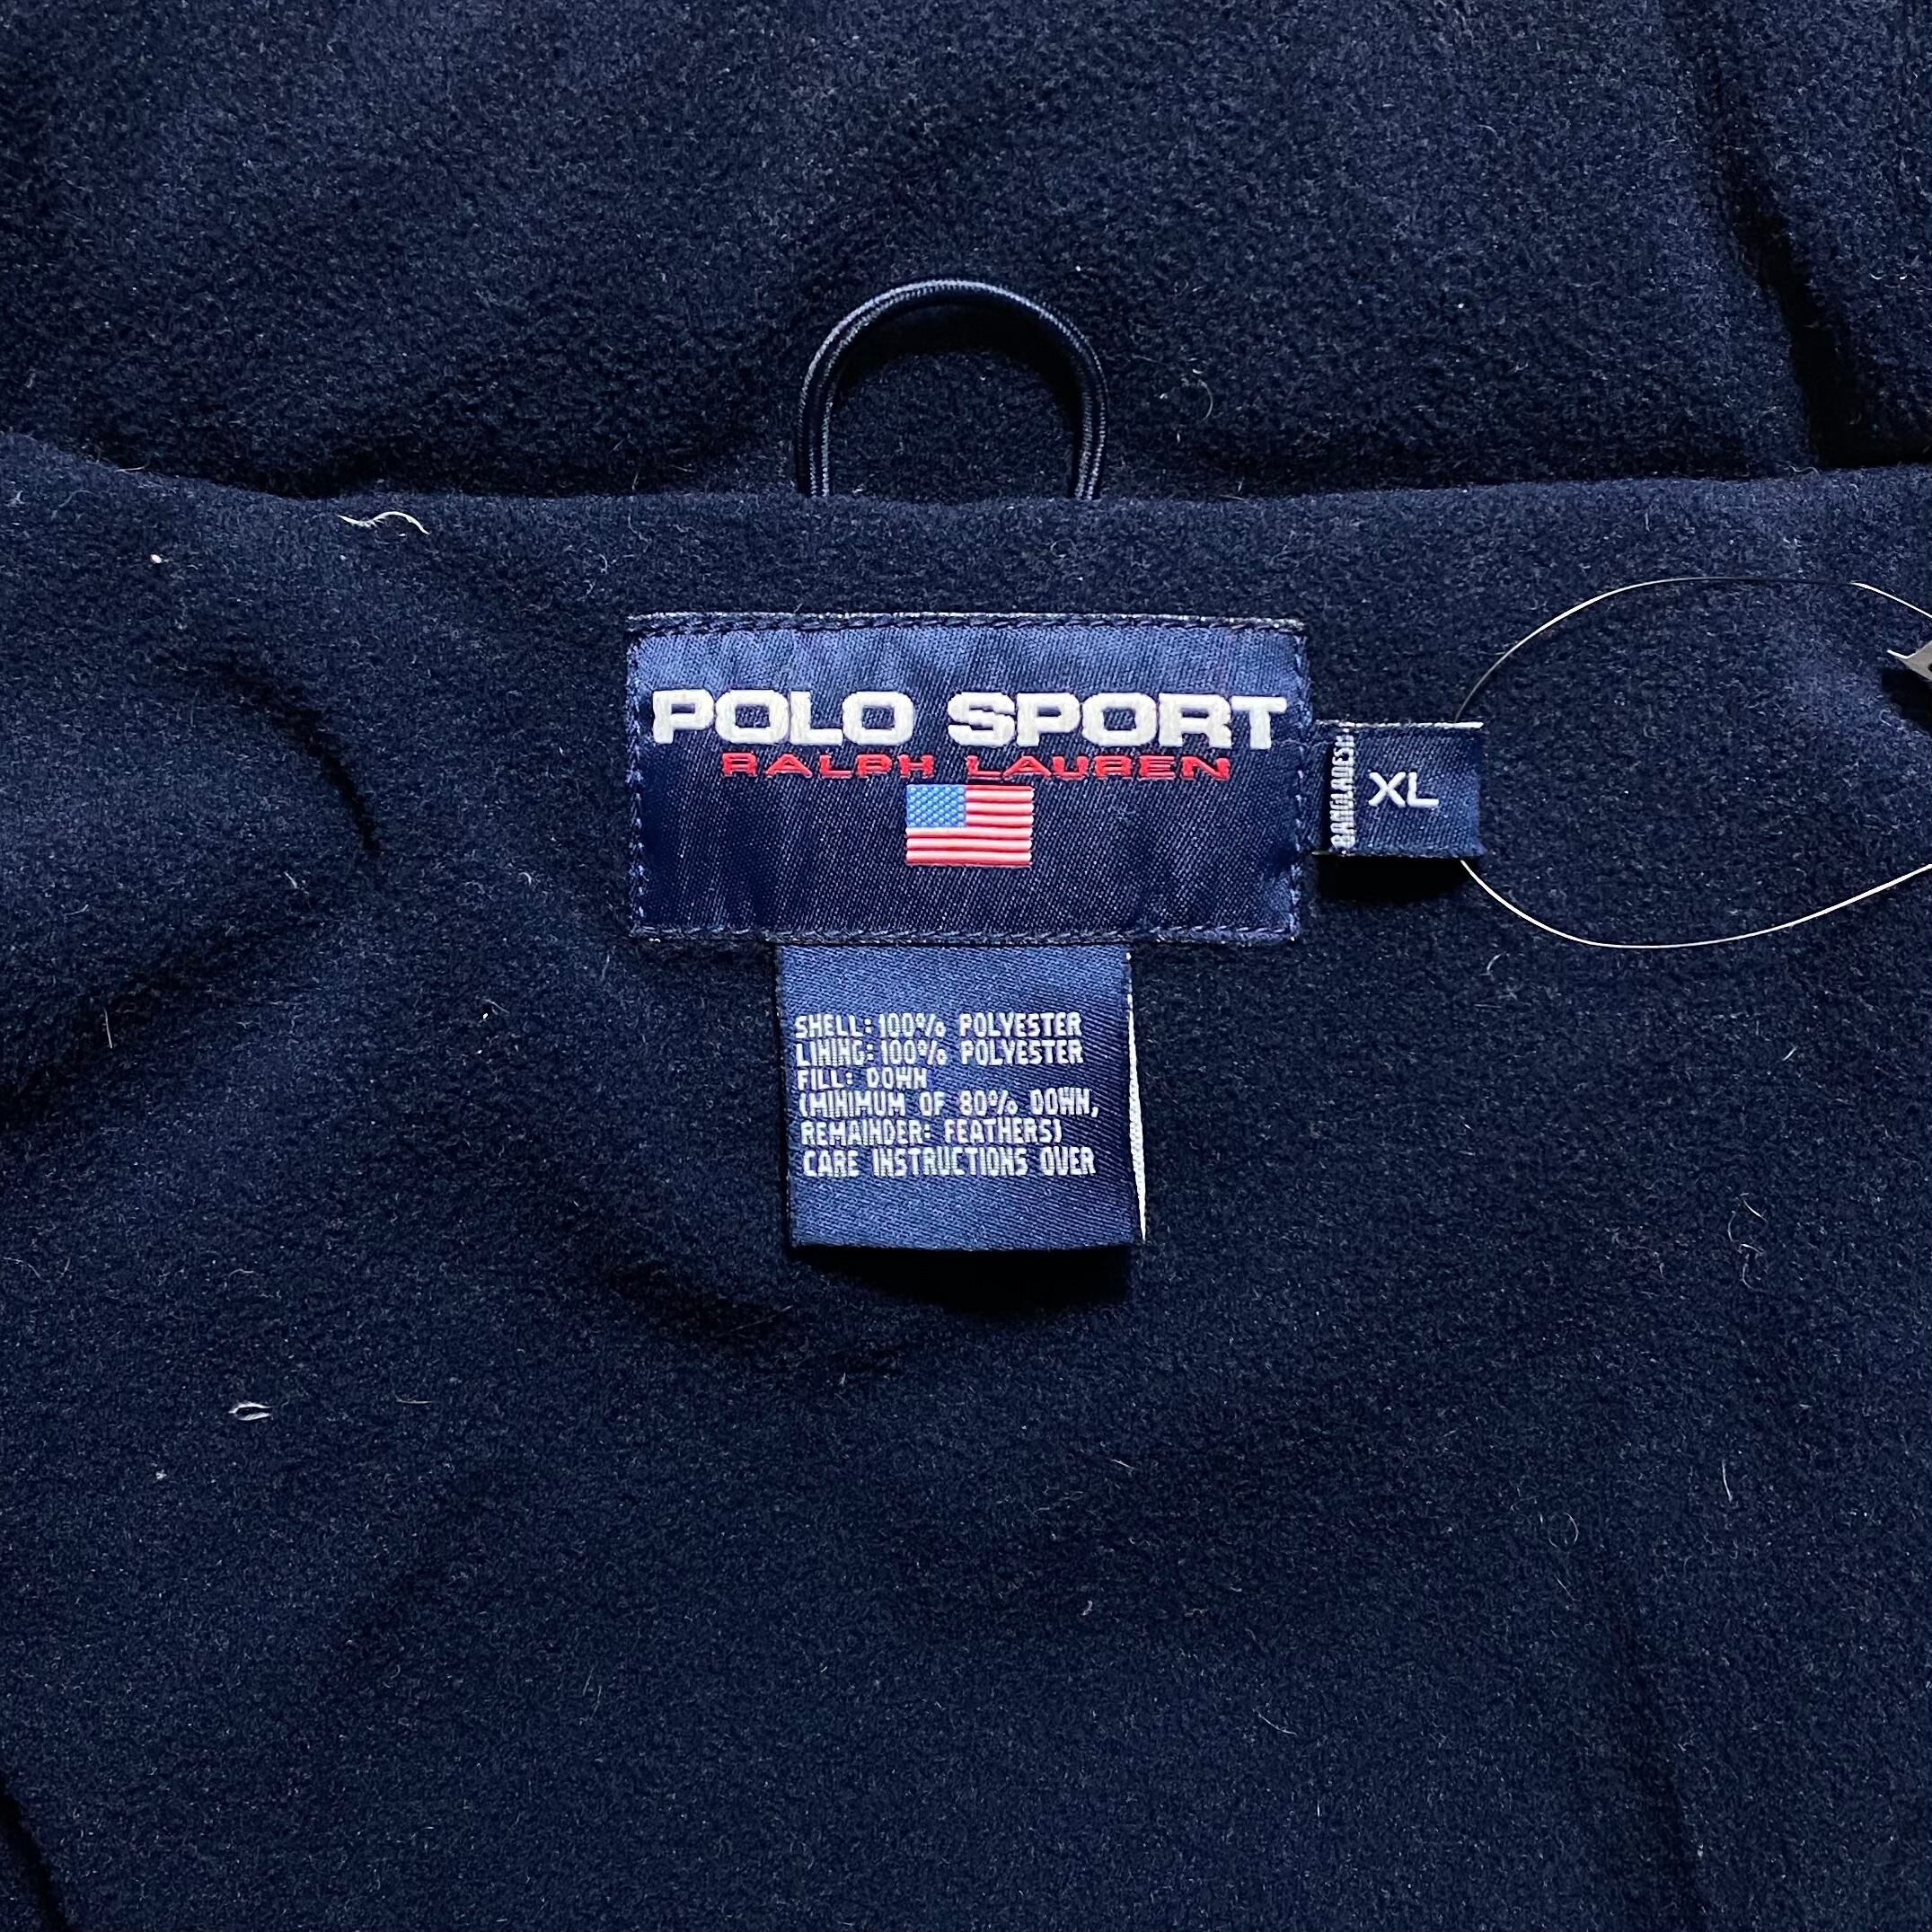 POLO SPORT
RALPH LAUREN
BANGLADESH
XL
SHELL: 100% POLYESTER
LINING: 100% POLYESTER
FILL: DOWN
(MINIMUM OF 80% DOWN,
REMAINDER: FEATHERS)
CARE INSTRUCTIONS OVER